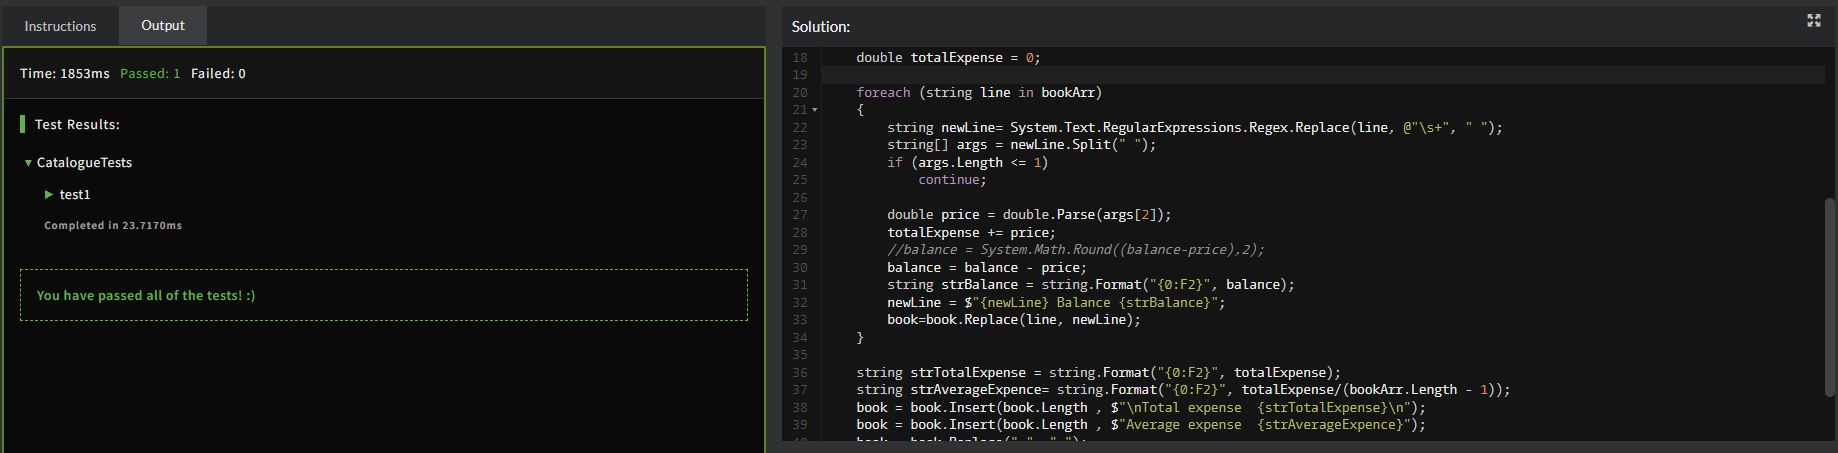 Instructions
Output
Time: 1853ms Passed: 1 Failed: 0
Test Results:
CatalogueTests
test1
Completed in 23.7170ms
You have passed all of the tests! :)
Solution:
18 double totalExpense = 0;
19
20 foreach (string line in bookArr)
21 {
22 string newLine= System.Text.RegularExpressions.Regex.Replace(line, @"\s+", " ");
23 string[] args = newLine.Split(" ");
24 if (args.Length <= 1)
25 continue;
26
27 double price = double.Parse(args[2]);
28 totalExpense += price;
29 //balance = System.Math.Round((balance-price),2);
30 balance = balance - price;
31 string strBalance = string.Format("{0:F2}", balance);
32 newLine = $"{newLine} Balance {strBalance}";
33 book=book.Replace(line, newLine);
34 }
35
36 string strTotalExpense = string.Format("{0:F2}", totalExpense);
37 string strAverageExpence= string.Format("{0:F2}", totalExpense/(bookArr.Length - 1));
38 book = book.Insert(book.Length , $"\nTotal expense  {strTotalExpense}\n");
39 book = book.Insert(book.Length , $"Average expense  {strAverageExpence}");